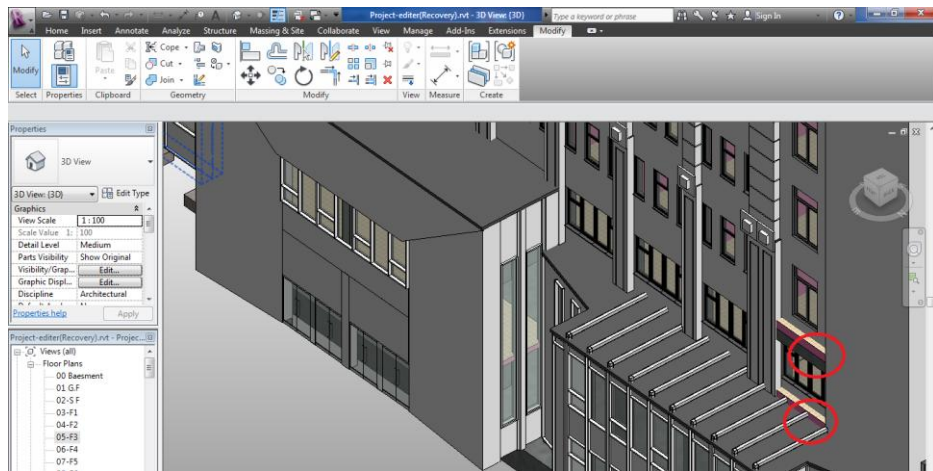 Project-editer(Recovery).rvt - 3D View: {3D}
Type a keyword or phrase
Sign In
Home Insert Annotate Analyze Structure Massing & Site Collaborate View Manage Add-Ins Extensions Modify
Modify
Paste
Cope
Cut
Join
Select Properties Clipboard Geometry Modify View Measure Create
Properties
3D View
3D View: {3D} Edit Type
Graphics
View Scale 1 : 100
Scale Value 1: 100
Detail Level Medium
Parts Visibility Show Original
Visibility/Grap... Edit...
Graphic Displ... Edit...
Discipline Architectural
Properties help Apply
Project-editer(Recovery).rvt - Projec...
Views (all)
Floor Plans
00 Baesment
01 G.F
02-S F
03-F1
04-F2
05-F3
06-F4
07-F5